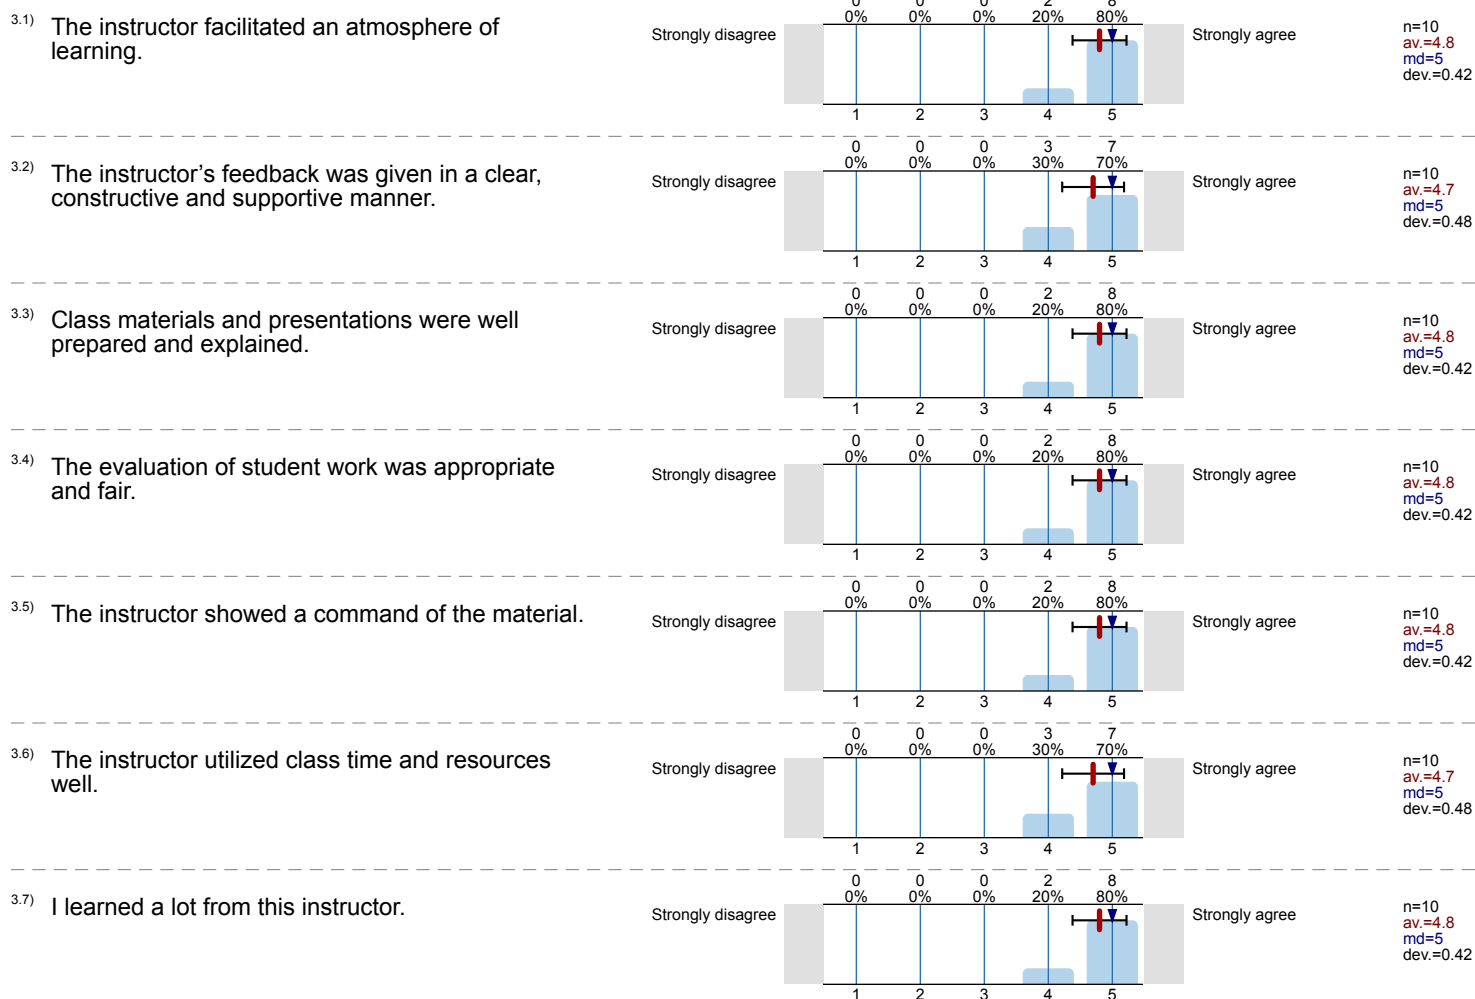 0 0 0 2 8
0% 0% 0% 20% 80%
3.1) The instructor facilitated an atmosphere of
learning.
Strongly disagree
Strongly agree
n=10
av.=4.8
md=5
dev.=0.42
1 2 3 4 5
0 0 0 3 7
0% 0% 0% 30% 70%
3.2) The instructor's feedback was given in a clear,
constructive and supportive manner.
Strongly disagree
Strongly agree
n=10
av.=4.7
md=5
dev.=0.48
1 2 3 4 5
0 0 0 2 8
0% 0% 0% 20% 80%
3.3) Class materials and presentations were well
prepared and explained.
Strongly disagree
Strongly agree
n=10
av.=4.8
md=5
dev.=0.42
1 2 3 4 5
0 0 0 2 8
0% 0% 0% 20% 80%
3.4) The evaluation of student work was appropriate
and fair.
Strongly disagree
Strongly agree
n=10
av.=4.8
md=5
dev.=0.42
1 2 3 4 5
0 0 0 2 8
0% 0% 0% 20% 80%
3.5) The instructor showed a command of the material.
Strongly disagree
Strongly agree
n=10
av.=4.8
md=5
dev.=0.42
1 2 3 4 5
0 0 0 3 7
0% 0% 0% 30% 70%
3.6) The instructor utilized class time and resources
well.
Strongly disagree
Strongly agree
n=10
av.=4.7
md=5
dev.=0.48
1 2 3 4 5
0 0 0 2 8
0% 0% 0% 20% 80%
3.7) I learned a lot from this instructor.
Strongly disagree
Strongly agree
n=10
av.=4.8
md=5
dev.=0.42
1 2 3 4 5